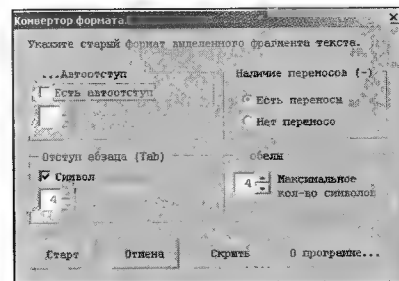 Конвертор формата.
Укажите старый формат выделенного фрагмента текста.
...Автоотступ
Есть автоотступ
Наличие переносов (-)
Есть переносы
Нет переносо
Отступ абзаца (Tab)
Символ
4
обелы
4 Максимальное
кол-во символов
Старт Отмена Скрыть О программе...